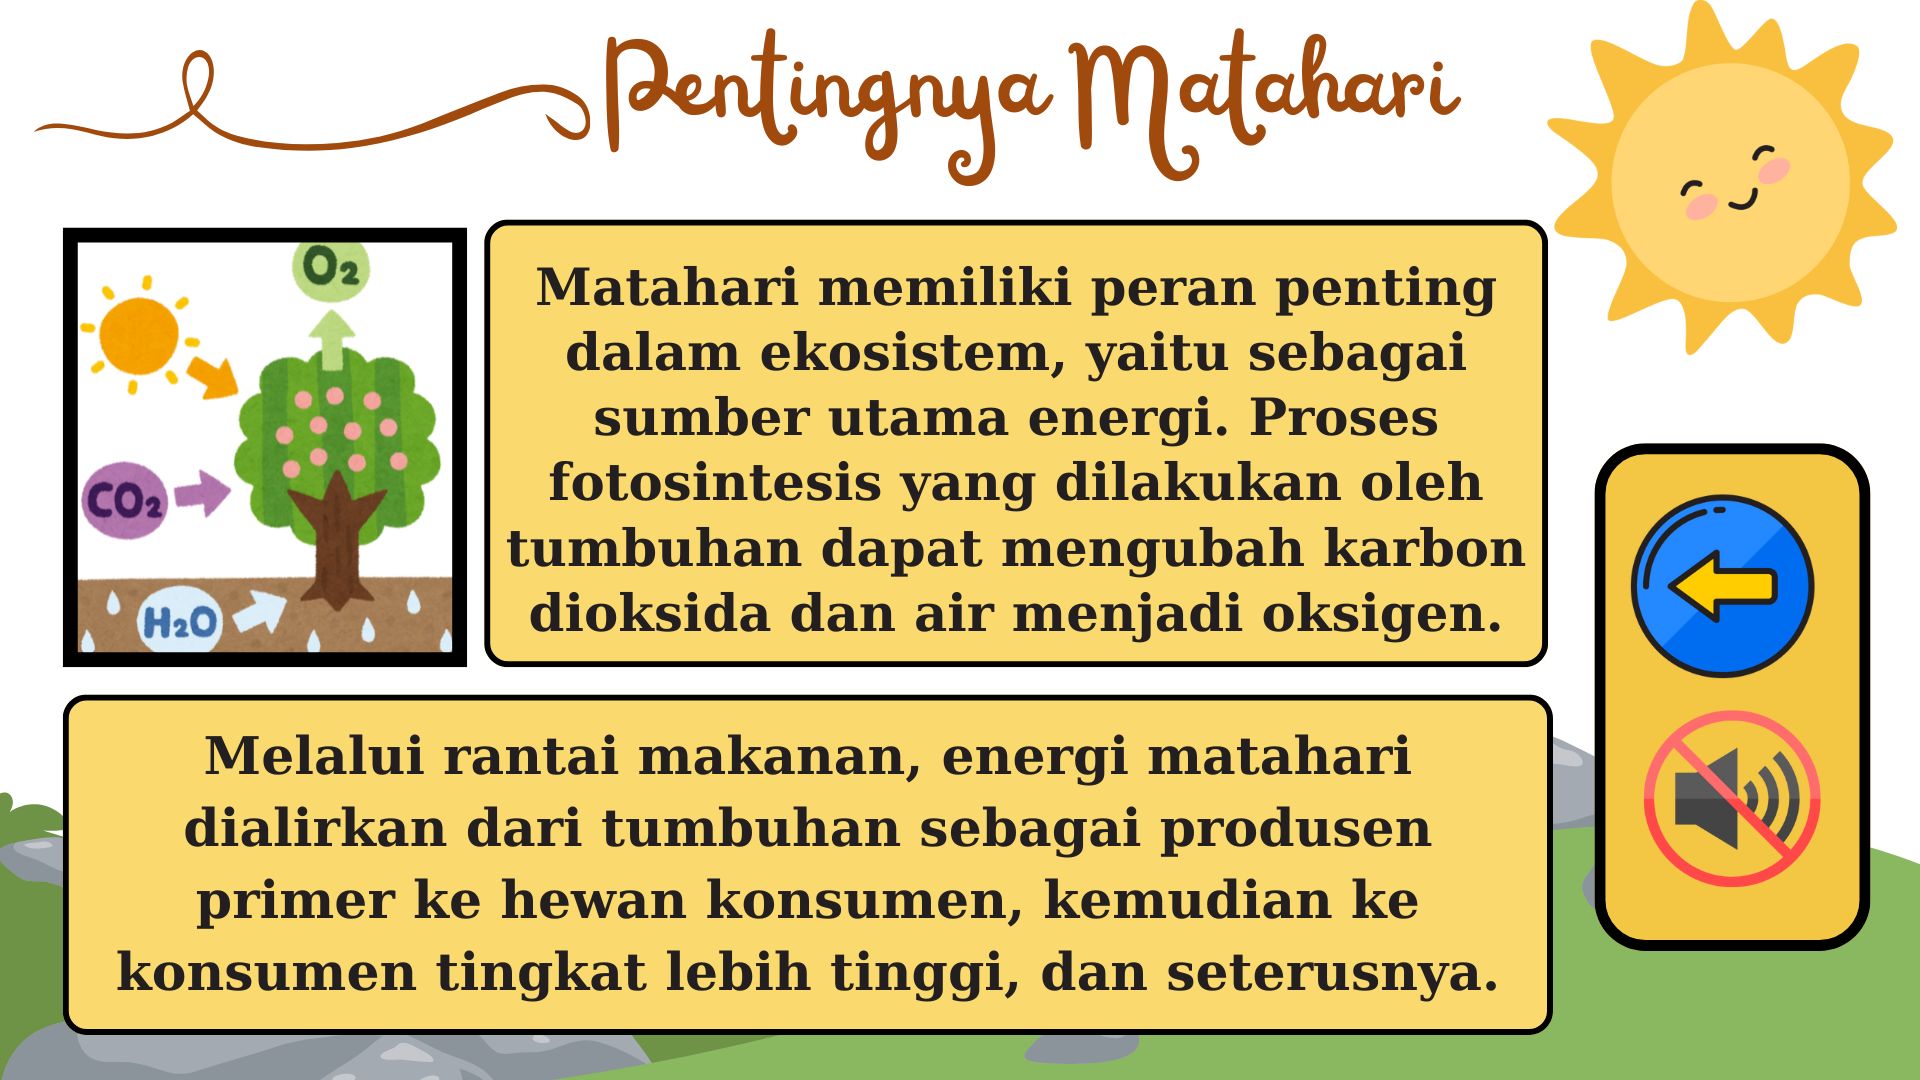 Pentingnya Matahari
O₂
CO₂
H₂O
Matahari memiliki peran penting
dalam ekosistem, yaitu sebagai
sumber utama energi. Proses
fotosintesis yang dilakukan oleh
tumbuhan dapat mengubah karbon
dioksida dan air menjadi oksigen.
Melalui rantai makanan, energi matahari
dialirkan dari tumbuhan sebagai produsen
primer ke hewan konsumen, kemudian ke
konsumen tingkat lebih tinggi, dan seterusnya.